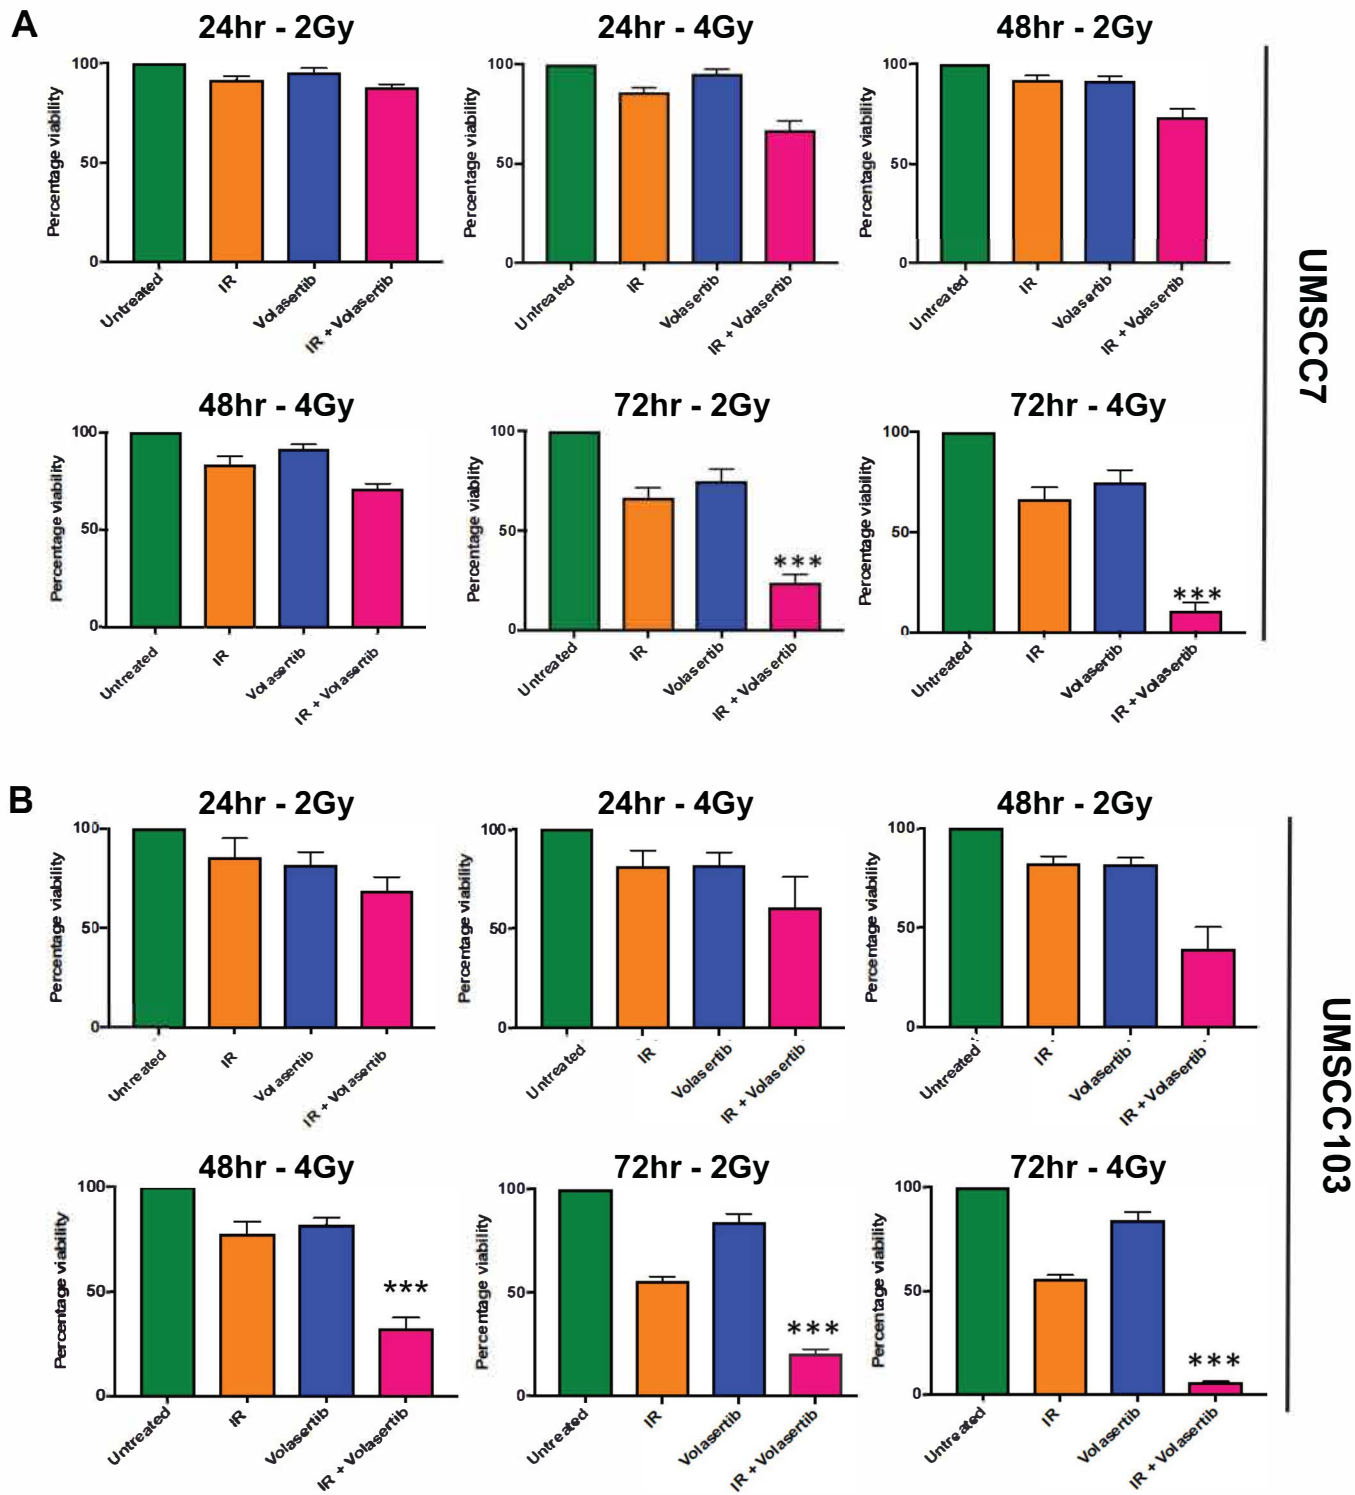 A
24hr - 2Gy
Percentage viability
100
50
0
Untreated
IR
Volasertib
IR + Volasertib
24hr - 4Gy
Percentage viability
100
50
0
Untreated
IR
Volasertib
IR + Volasertib
48hr - 2Gy
Percentage viability
100
50
0
Untreated
IR
Volasertib
IR + Volasertib
UMSCC7
48hr - 4Gy
Percentage viability
100
50
0
Untreated
IR
Volasertib
IR + Volasertib
72hr - 2Gy
Percentage viablity
100
50
0
***
Untreated
IR
Volasertib
IR + Volasertib
72hr - 4Gy
Percentage viability
100
50
0
***
Untreated
IR
Volasertib
IR + Volasertib
B
24hr - 2Gy
Percentage viability
100
50
0
Untreated
IR
Volasertib
IR + Volasertib
24hr - 4Gy
Percentage viability
100
50
0
Untreated
IR
Volasertib
IR + Volasertib
48hr - 2Gy
Percentage viability
100
50
0
Untreated
IR
Volasertib
IR + Volasertib
UMSCC103
48hr - 4Gy
Percentage viability
100
50
0
***
Untreated
IR
Volasertib
IR + Volasertib
72hr - 2Gy
Percentage viability
100
50
0
***
Untreated
IR
Volasertib
IR + Volasertib
72hr - 4Gy
Percentage viability
100
50
0
***
Untreated
IR
Volasertib
IR + Volasertib